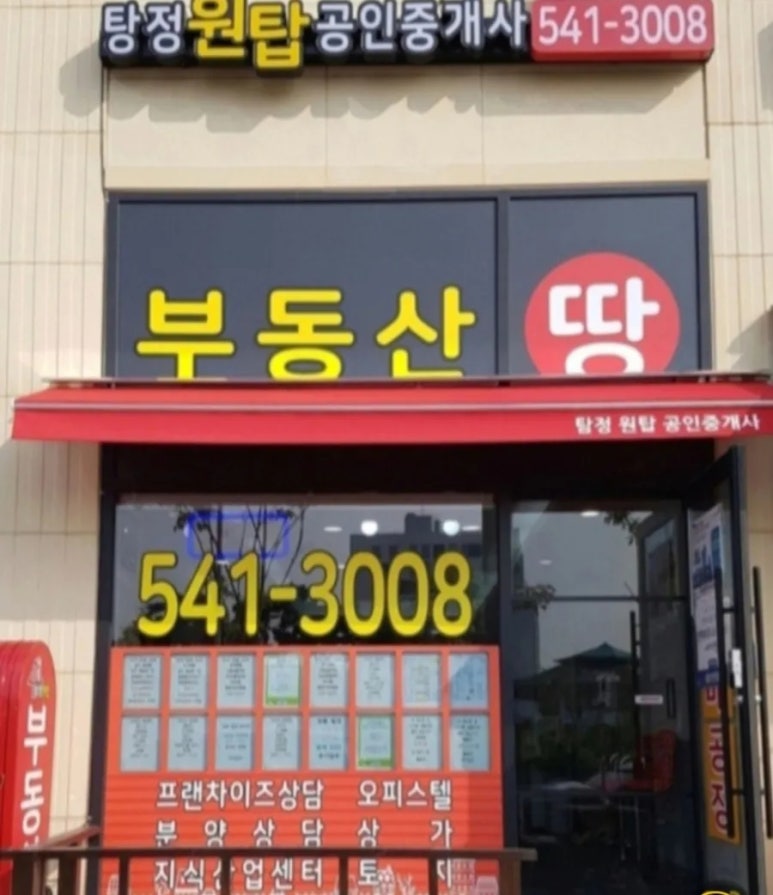 탕정원탑공인중개사 541-3008
부동산 땅
탕정 원탑 공인중개사
541-3008
프랜차이즈상담 오피스텔
분양상담 상가
지식산업센터 토지
부동